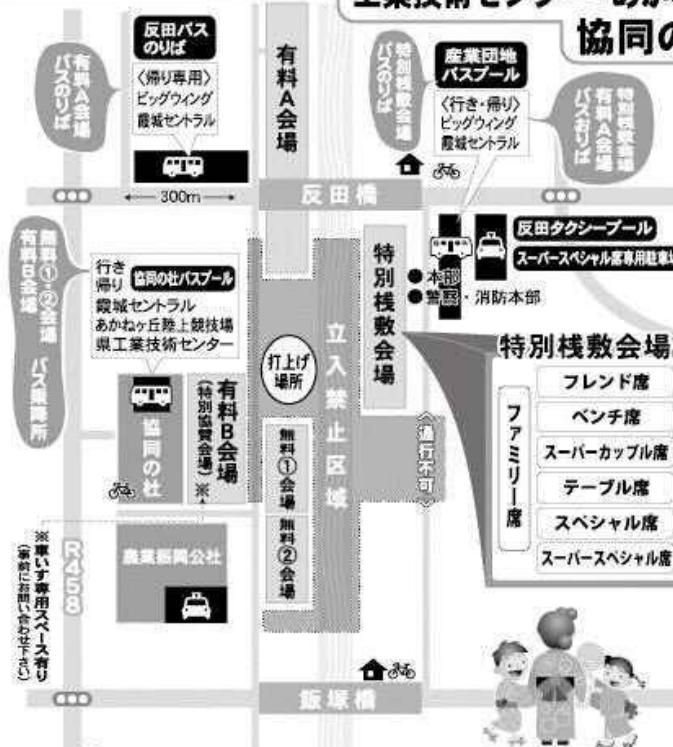 工業技術センター
協同の
反田バス
のりば
〈帰り専用〉
ビッグウィング
霞城セントラル
有料A会場
バスのりば
有料A会場
特別桟敷会場
バスのりば
産業団地
バスプール
〈行き・帰り〉
ビッグウィング
霞城セントラル
特別桟敷会場
有料A会場
バスおりば
300m
反田橋
反田タクシープール
スーパースペシャル席専用駐車場
●本部
●警察・消防本部
無料①・②会場
有料B会場
バス乗降所
行き
帰り
協同の杜バスプール
霞城セントラル
あかねヶ丘陸上競技場
県工業技術センター
特別桟敷会場
立入禁止区域
打上げ
場所
協同の杜
有料B会場
(特別協賛会場)※
無料①会場
無料②会場
〈通行不可〉
特別桟敷会場
ファミリー席
フレンド席
ベンチ席
スーパーカップル席
テーブル席
スペシャル席
スーパースペシャル席
農業振興公社
R458
※車いす専用スペース有り
(事前にお問い合わせ下さい)
飯塚橋